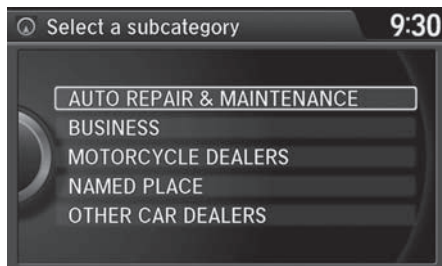 Select a subcategory 9:30
AUTO REPAIR & MAINTENANCE
BUSINESS
MOTORCYCLE DEALERS
NAMED PLACE
OTHER CAR DEALERS